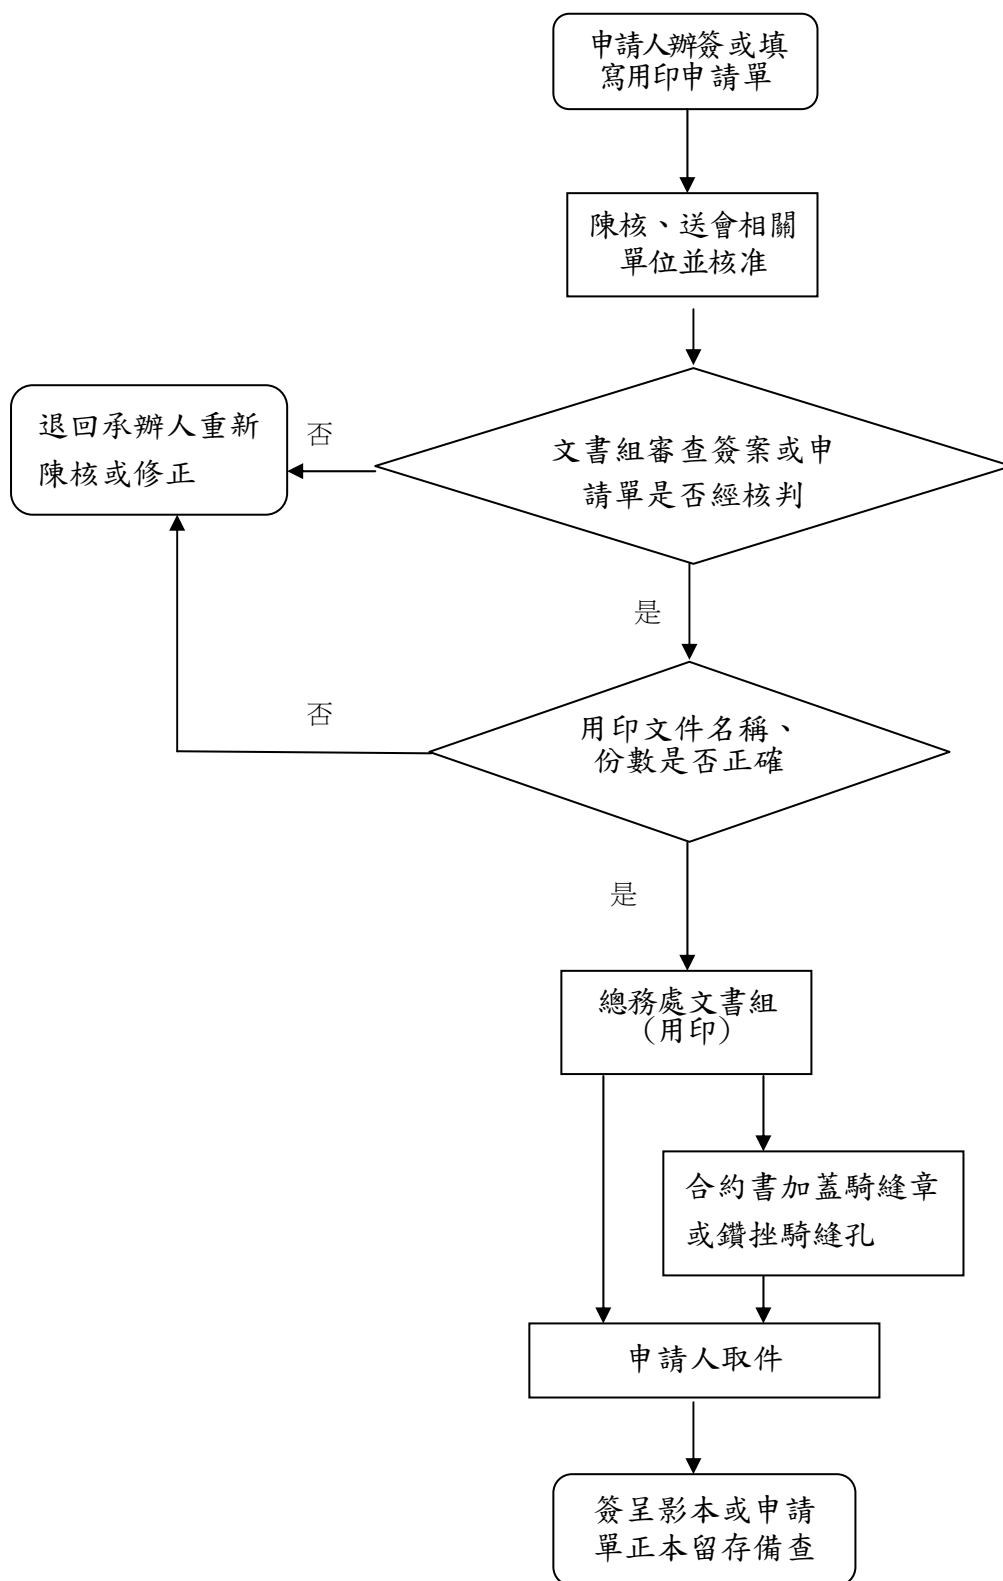 申請人辦簽或填
寫用印申請單
陳核、送會相關
單位並核准
退回承辦人重新
陳核或修正
否
文書組審查簽案或申
請單是否經核判
是
否
用印文件名稱、
份數是否正確
是
總務處文書組
（用印）
合約書加蓋騎縫章
或鑽挫騎縫孔
申請人取件
簽呈影本或申請
單正本留存備查